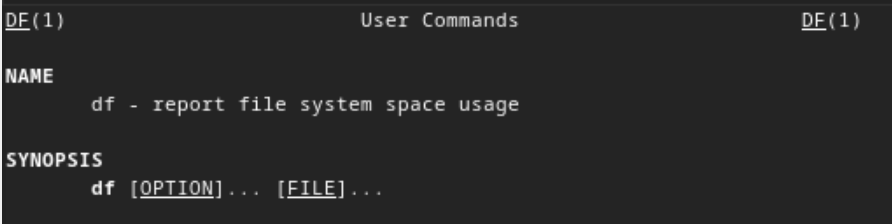 DF(1) User Commands DF(1)
NAME
df - report file system space usage
SYNOPSIS
df [OPTION]... [FILE]...